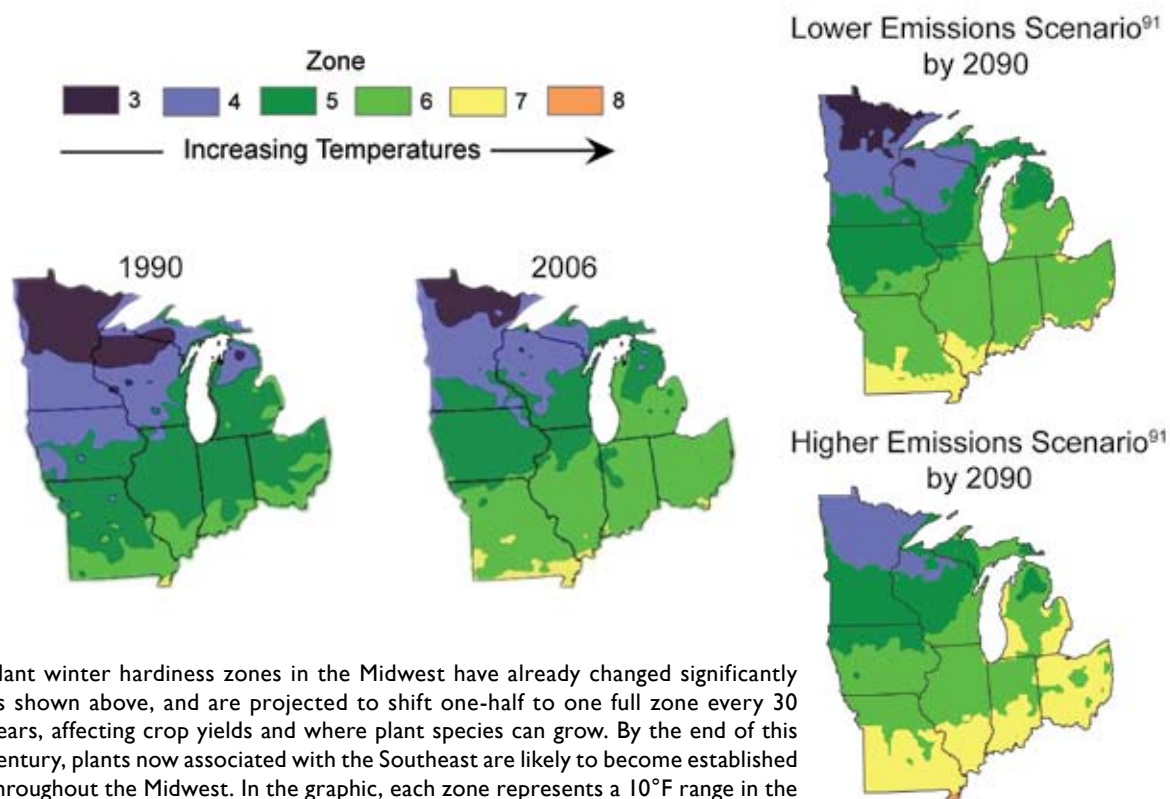 Zone
3 4 5 6 7 8
Increasing Temperatures
1990
2006
Lower Emissions Scenario91
by 2090
Higher Emissions Scenario91
by 2090
lant winter hardiness zones in the Midwest have already changed significantly
s shown above, and are projected to shift one-half to one full zone every 30
ears, affecting crop yields and where plant species can grow. By the end of this
entury, plants now associated with the Southeast are likely to become established
hroughout the Midwest. In the graphic, each zone represents a 10°F range in the